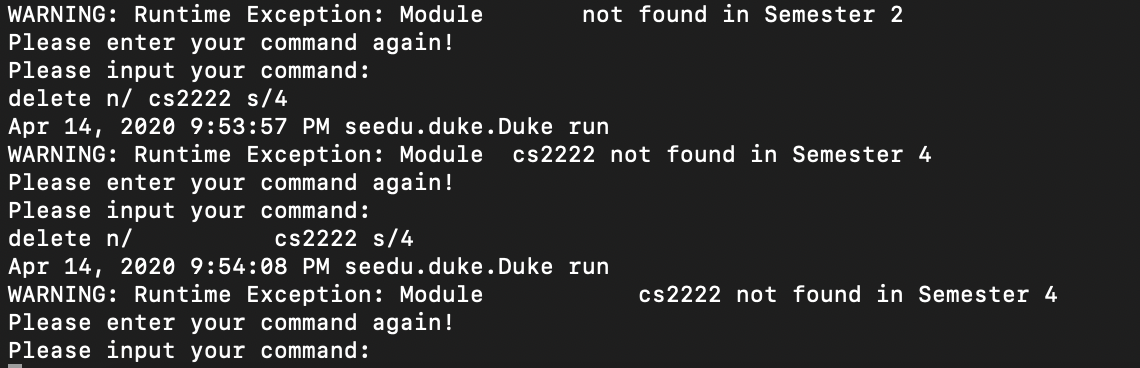 WARNING: Runtime Exception: Module       not found in Semester 2
Please enter your command again!
Please input your command:
delete n/ cs2222 s/4
Apr 14, 2020 9:53:57 PM seedu.duke.Duke run
WARNING: Runtime Exception: Module  cs2222 not found in Semester 4
Please enter your command again!
Please input your command:
delete n/          cs2222 s/4
Apr 14, 2020 9:54:08 PM seedu.duke.Duke run
WARNING: Runtime Exception: Module           cs2222 not found in Semester 4
Please enter your command again!
Please input your command: